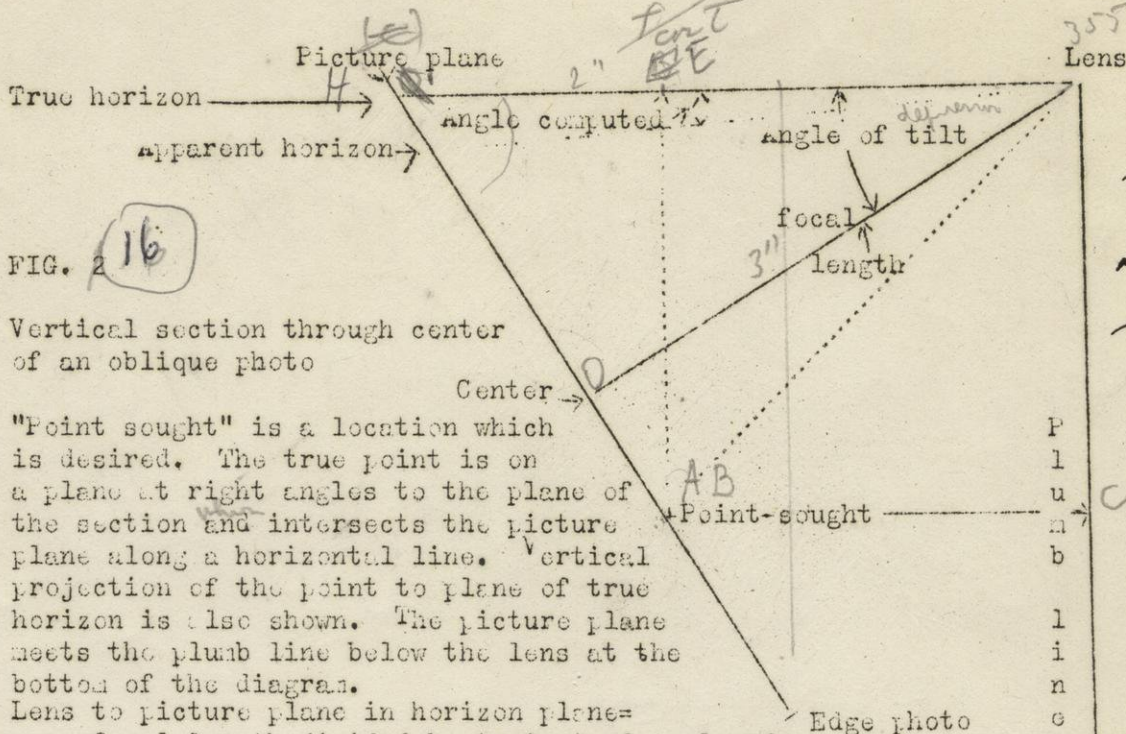 355
Picture plane
Lens
True horizon
H
2"
E
Angle computed
depression
Angle of tilt
Apparent horizon
focal
3"
length
FIG. 2 16
Vertical section through center
of an oblique photo
Center
O
"Point sought" is a location which
is desired. The true point is on
a plane at right angles to the plane of
when
the section and intersects the picture
plane along a horizontal line. Vertical
projection of the point to plane of true
horizon is also shown. The picture plane
meets the plumb line below the lens at the
bottom of the diagram.
Lens to picture plane in horizon plane=
AB
Point-sought
C
Plumb line
Edge photo